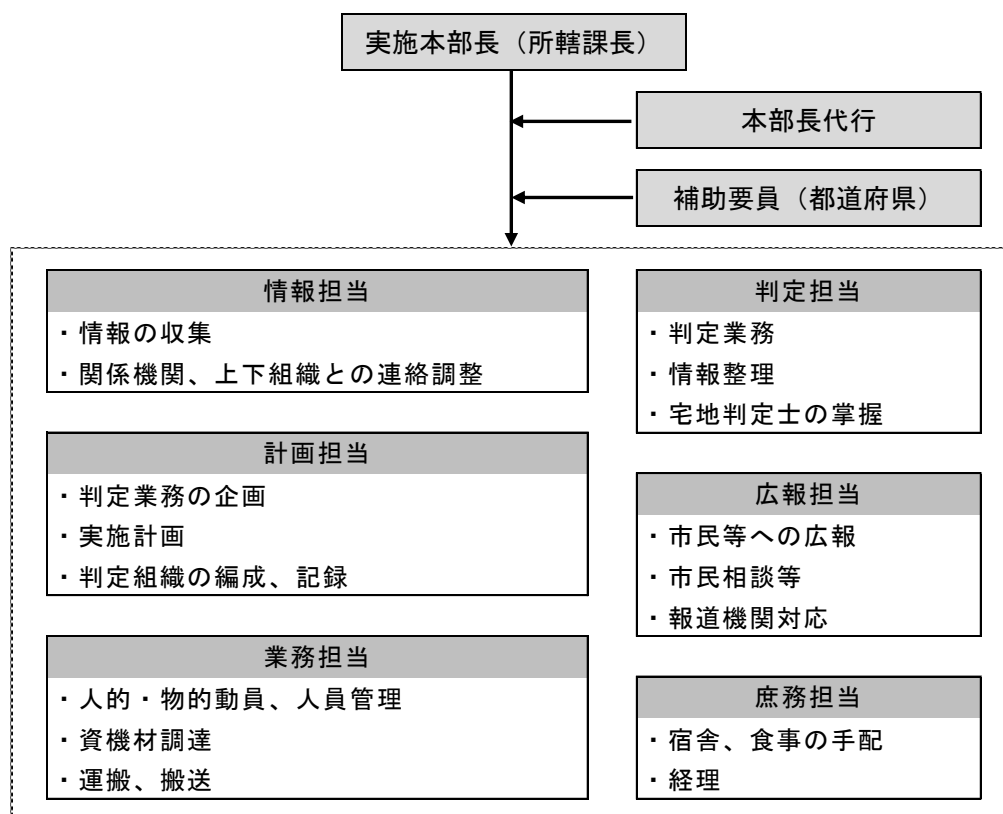 実施本部長（所轄課長）
本部長代行
補助要員（都道府県）
情報担当
・情報の収集
・関係機関、上下組織との連絡調整
計画担当
・判定業務の企画
・実施計画
・判定組織の編成、記録
業務担当
・人的・物的動員、人員管理
・資機材調達
・運搬、搬送
判定担当
・判定業務
・情報整理
・宅地判定士の掌握
広報担当
・市民等への広報
・市民相談等
・報道機関対応
庶務担当
・宿舎、食事の手配
・経理